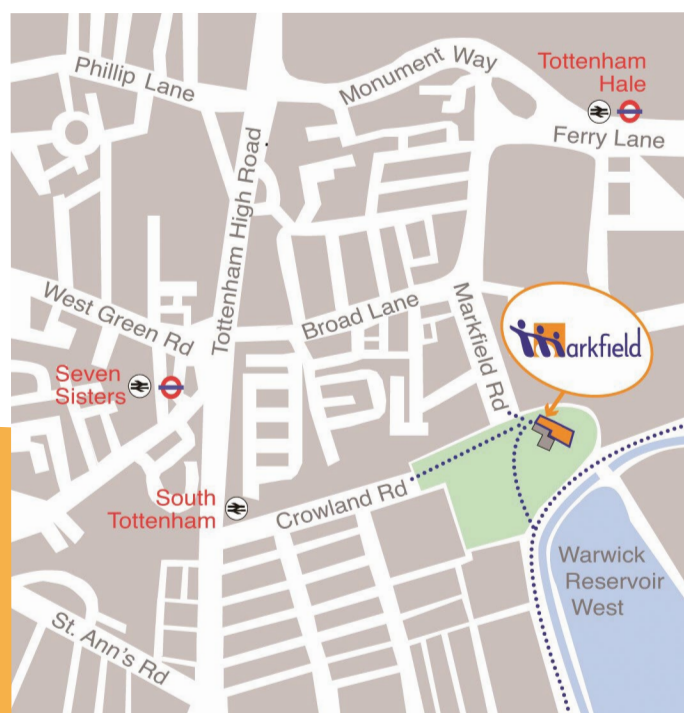 Phillip Lane
Monument Way
Tottenham
Hale
Ferry Lane
Tottenham High Road
West Green Rd
Broad Lane
Markfield Rd
markfield
Seven
Sisters
South
Tottenham
Crowland Rd
Warwick
Reservoir
West
St. Ann's Rd